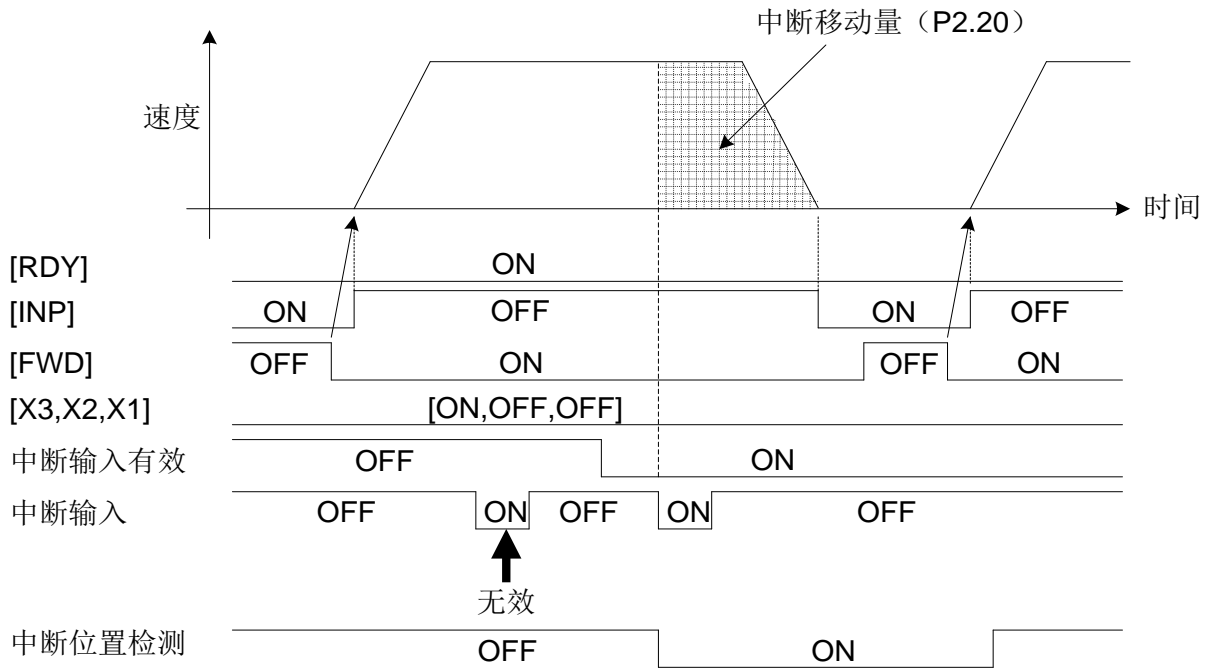 中断移动量（P2.20）
速度
时间
[RDY] ON
[INP] ON OFF ON OFF
[FWD] OFF ON OFF ON
[X3,X2,X1] [ON,OFF,OFF]
中断输入有效 OFF ON
中断输入 OFF ON OFF ON OFF
无效
中断位置检测 OFF ON